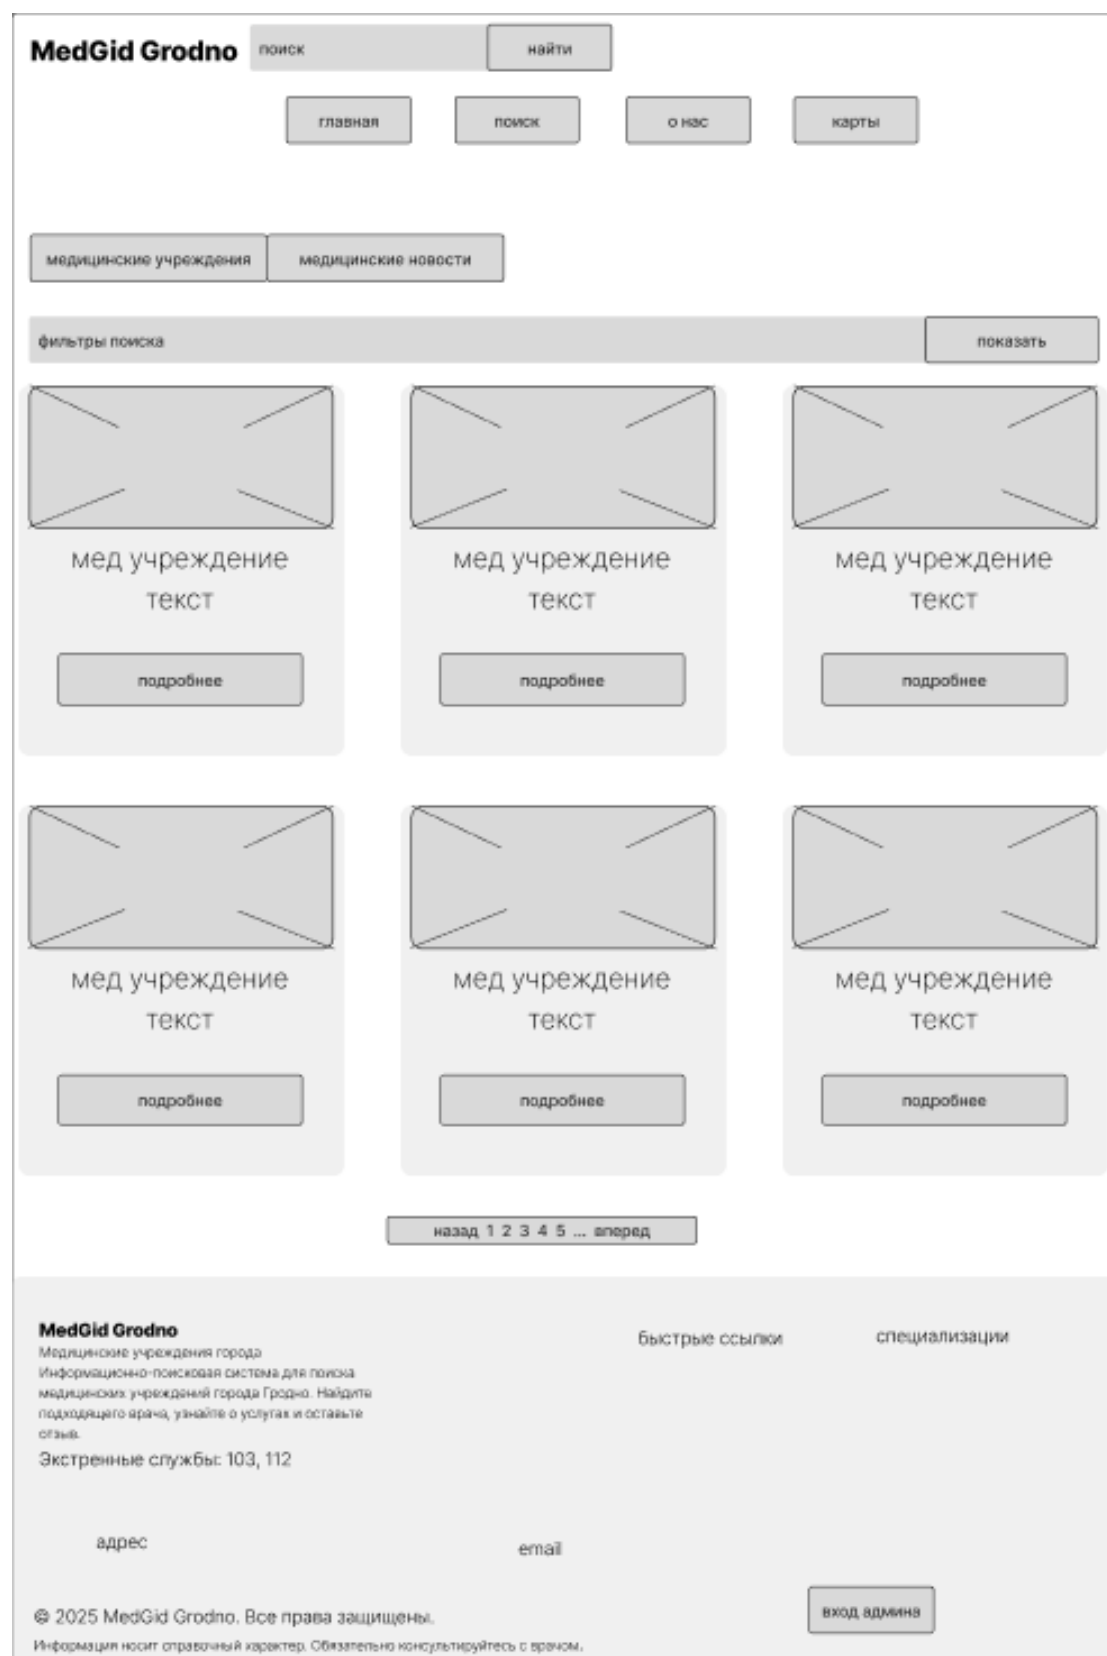 MedGid Grodno
поиск
найти
главная
поиск
о нас
карты
медицинские учреждения
медицинские новости
фильтры поиска
показать
мед учреждение
текст
подробнее
мед учреждение
текст
подробнее
мед учреждение
текст
подробнее
мед учреждение
текст
подробнее
мед учреждение
текст
подробнее
мед учреждение
текст
подробнее
назад 1 2 3 4 5 ... вперед
MedGid Grodno
Медицинские учреждения города
Информационно-поисковая система для поиска
медицинских учреждений города Гродно. Найдите
подходящего врача, узнайте о услугах и оставьте
отзыв.
Экстренные службы: 103, 112
быстрые ссылки
специализации
адрес
email
вход админа
© 2025 MedGid Grodno. Все права защищены.
Информация носит справочный характер. Обязательно консультируйтесь с врачом.